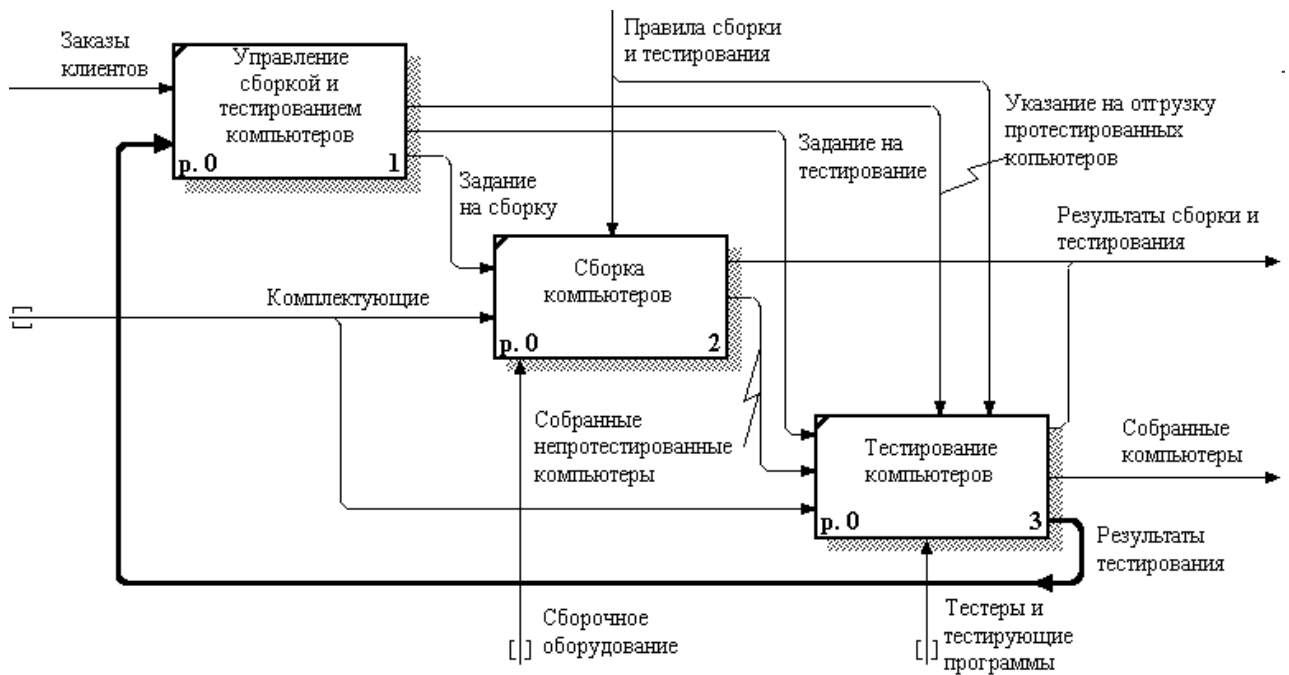 Заказы
клиентов
Управление
сборкой и
тестированием
компьютеров
р. 0
1
Правила сборки
и тестирования
Указание на отгрузку
протестированных
копьютеров
Задание на
тестирование
Задание
на сборку
Результаты сборки и
тестирования
Сборка
компьютеров
р. 0
2
Комплектующие
[ ]
Собранные
непротестированные
компьютеры
Тестирование
компьютеров
р. 0
3
Собранные
компьютеры
Результаты
тестирования
Сборочное
оборудование
[ ]
Тестеры и
тестирующие
программы
[ ]